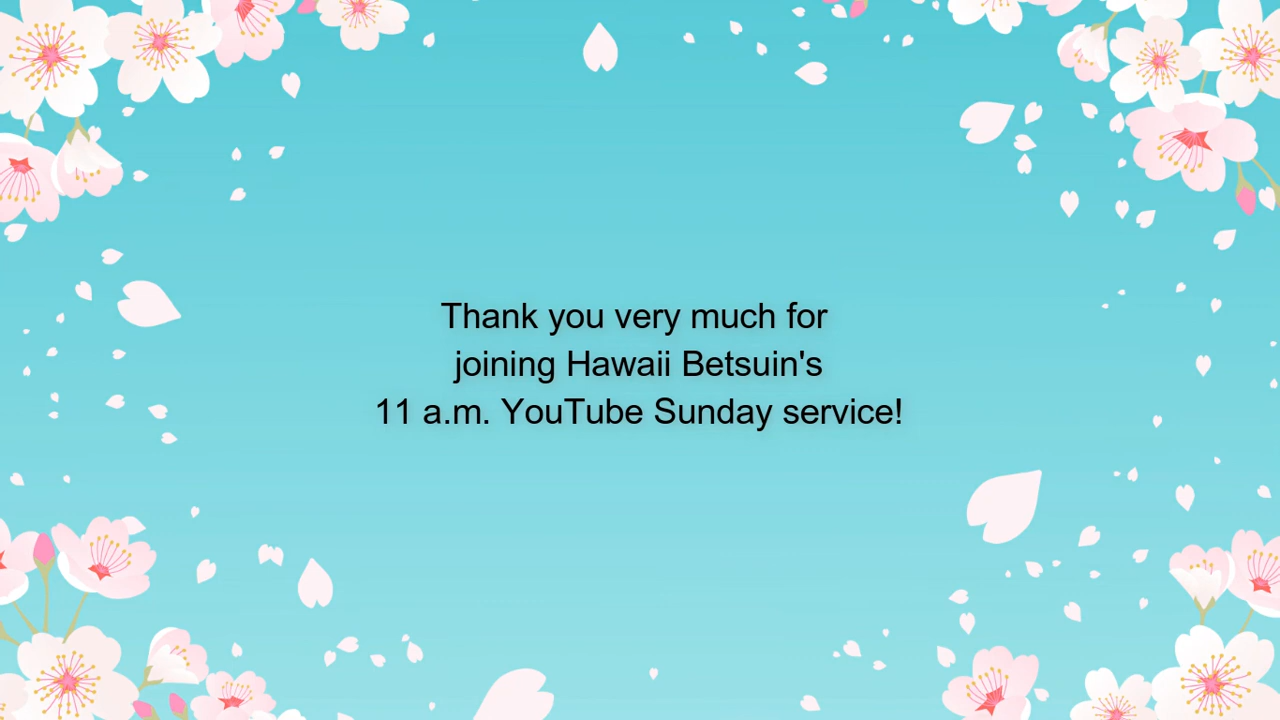 Thank you very much for
joining Hawaii Betsuin's
11 a.m. YouTube Sunday service!